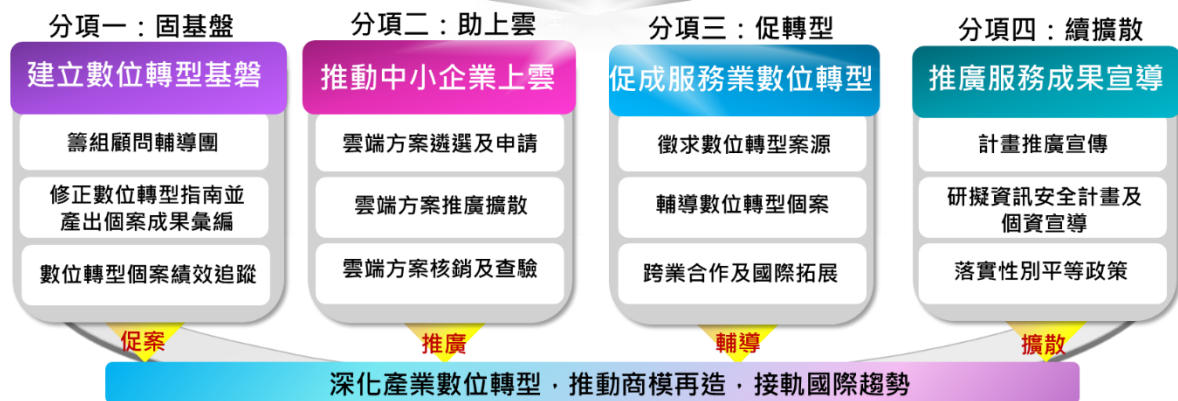 分項一：固基盤
建立數位轉型基磐
籌組顧問輔導團
修正數位轉型指南並
產出個案成果彙編
數位轉型個案績效追蹤
促案
分項二：助上雲
推動中小企業上雲
雲端方案遴選及申請
雲端方案推廣擴散
雲端方案核銷及查驗
推廣
分項三：促轉型
促成服務業數位轉型
徵求數位轉型案源
輔導數位轉型個案
跨業合作及國際拓展
輔導
分項四：續擴散
推廣服務成果宣導
計畫推廣宣傳
研擬資訊安全計畫及
個資宣導
落實性別平等政策
擴散
深化產業數位轉型，推動商模再造，接軌國際趨勢